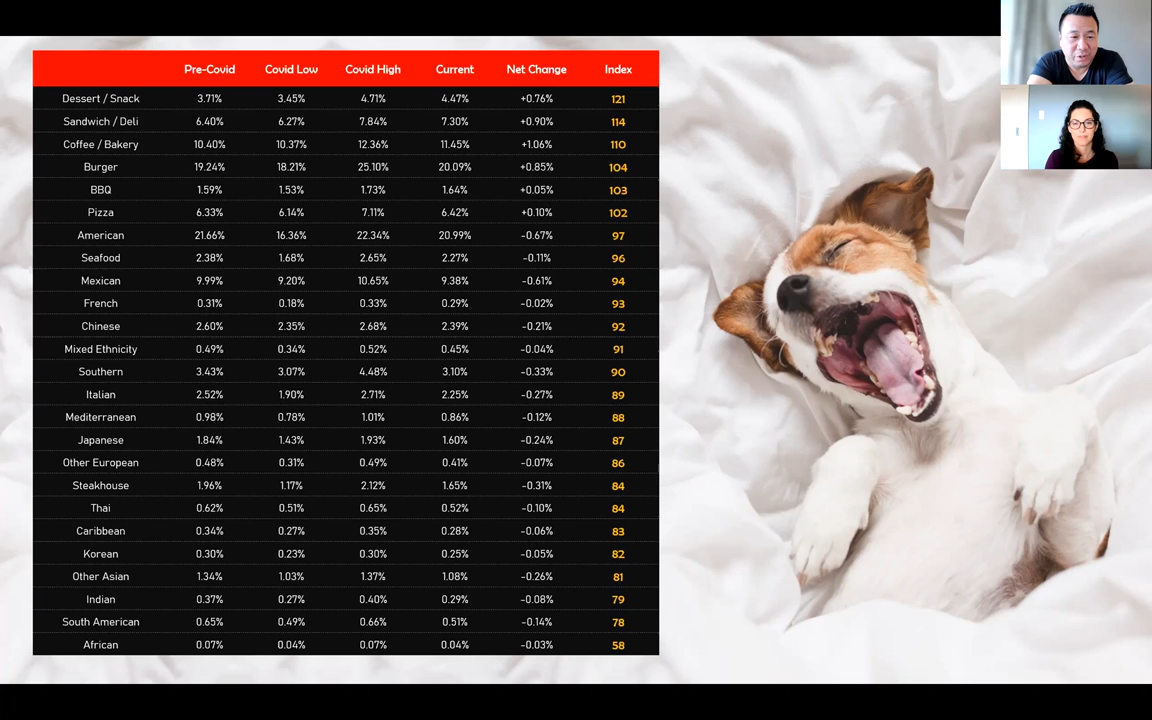 Pre-Covid Covid Low Covid High Current Net Change Index
Dessert / Snack 3.71% 3.45% 4.71% 4.47% +0.76% 121
Sandwich / Deli 6.40% 6.27% 7.84% 7.30% +0.90% 114
Coffee / Bakery 10.40% 10.37% 12.36% 11.45% +1.06% 110
Burger 19.24% 18.21% 25.10% 20.09% +0.85% 104
BBQ 1.59% 1.53% 1.73% 1.64% +0.05% 103
Pizza 6.33% 6.14% 7.11% 6.42% +0.10% 102
American 21.66% 16.36% 22.34% 20.99% -0.67% 97
Seafood 2.38% 1.68% 2.65% 2.27% -0.11% 96
Mexican 9.99% 9.20% 10.65% 9.38% -0.61% 94
French 0.31% 0.18% 0.33% 0.29% -0.02% 93
Chinese 2.60% 2.35% 2.68% 2.39% -0.21% 92
Mixed Ethnicity 0.49% 0.34% 0.52% 0.45% -0.04% 91
Southern 3.43% 3.07% 4.48% 3.10% -0.33% 90
Italian 2.52% 1.90% 2.71% 2.25% -0.27% 89
Mediterranean 0.98% 0.78% 1.01% 0.86% -0.12% 88
Japanese 1.84% 1.43% 1.93% 1.60% -0.24% 87
Other European 0.48% 0.31% 0.49% 0.41% -0.07% 86
Steakhouse 1.96% 1.17% 2.12% 1.65% -0.31% 84
Thai 0.62% 0.51% 0.65% 0.52% -0.10% 84
Caribbean 0.34% 0.27% 0.35% 0.28% -0.06% 83
Korean 0.30% 0.23% 0.30% 0.25% -0.05% 82
Other Asian 1.34% 1.03% 1.37% 1.08% -0.26% 81
Indian 0.37% 0.27% 0.40% 0.29% -0.08% 79
South American 0.65% 0.49% 0.66% 0.51% -0.14% 78
African 0.07% 0.04% 0.07% 0.04% -0.03% 58